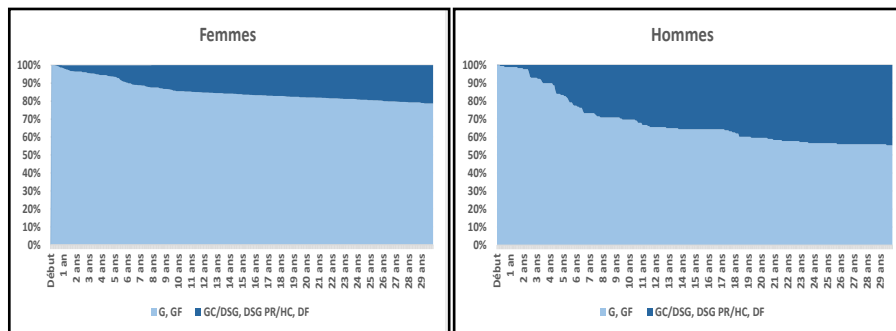 Femmes
100%
90%
80%
70%
60%
50%
40%
30%
20%
10%
0%
Début
1 an
2 ans
3 ans
4 ans
5 ans
6 ans
7 ans
8 ans
9 ans
10 ans
11 ans
12 ans
13 ans
14 ans
15 ans
16 ans
17 ans
18 ans
19 ans
20 ans
21 ans
22 ans
23 ans
24 ans
25 ans
26 ans
27 ans
28 ans
29 ans
G, GF GC/DSG, DSG PR/HC, DF
Hommes
100%
90%
80%
70%
60%
50%
40%
30%
20%
10%
0%
Début
1 an
2 ans
3 ans
4 ans
5 ans
6 ans
7 ans
8 ans
9 ans
10 ans
11 ans
12 ans
13 ans
14 ans
15 ans
16 ans
17 ans
18 ans
19 ans
20 ans
21 ans
22 ans
23 ans
24 ans
25 ans
26 ans
27 ans
28 ans
29 ans
G, GF GC/DSG, DSG PR/HC, DF